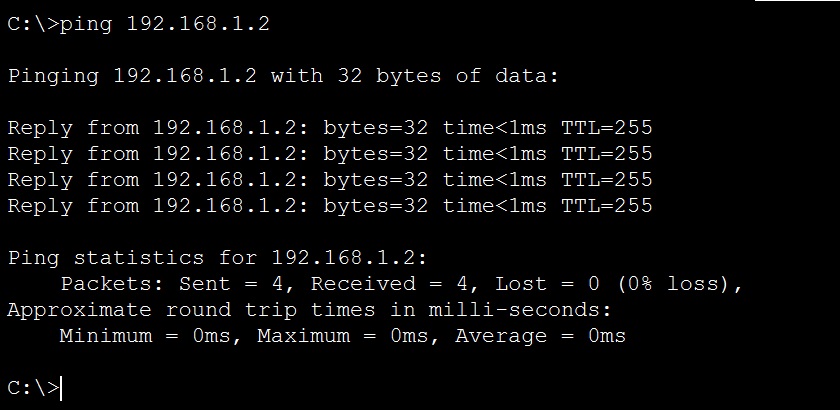 C:\>ping 192.168.1.2
Pinging 192.168.1.2 with 32 bytes of data:
Reply from 192.168.1.2: bytes=32 time<1ms TTL=255
Reply from 192.168.1.2: bytes=32 time<1ms TTL=255
Reply from 192.168.1.2: bytes=32 time<1ms TTL=255
Reply from 192.168.1.2: bytes=32 time<1ms TTL=255
Ping statistics for 192.168.1.2:
    Packets: Sent = 4, Received = 4, Lost = 0 (0% loss),
Approximate round trip times in milli-seconds:
    Minimum = 0ms, Maximum = 0ms, Average = 0ms
C:\>